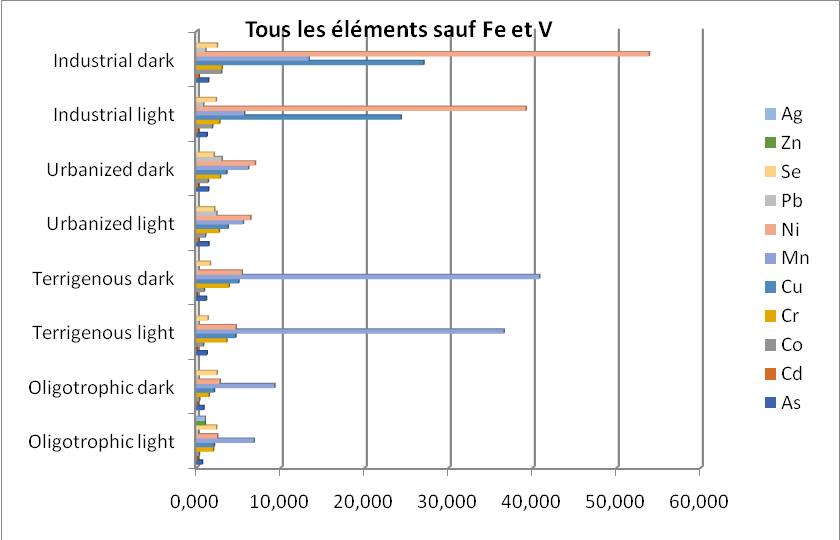 Tous les éléments sauf Fe et V
Industrial dark
Industrial light
Urbanized dark
Urbanized light
Terrigenous dark
Terrigenous light
Oligotrophic dark
Oligotrophic light
0,000 10,000 20,000 30,000 40,000 50,000 60,000
Ag
Zn
Se
Pb
Ni
Mn
Cu
Cr
Co
Cd
As